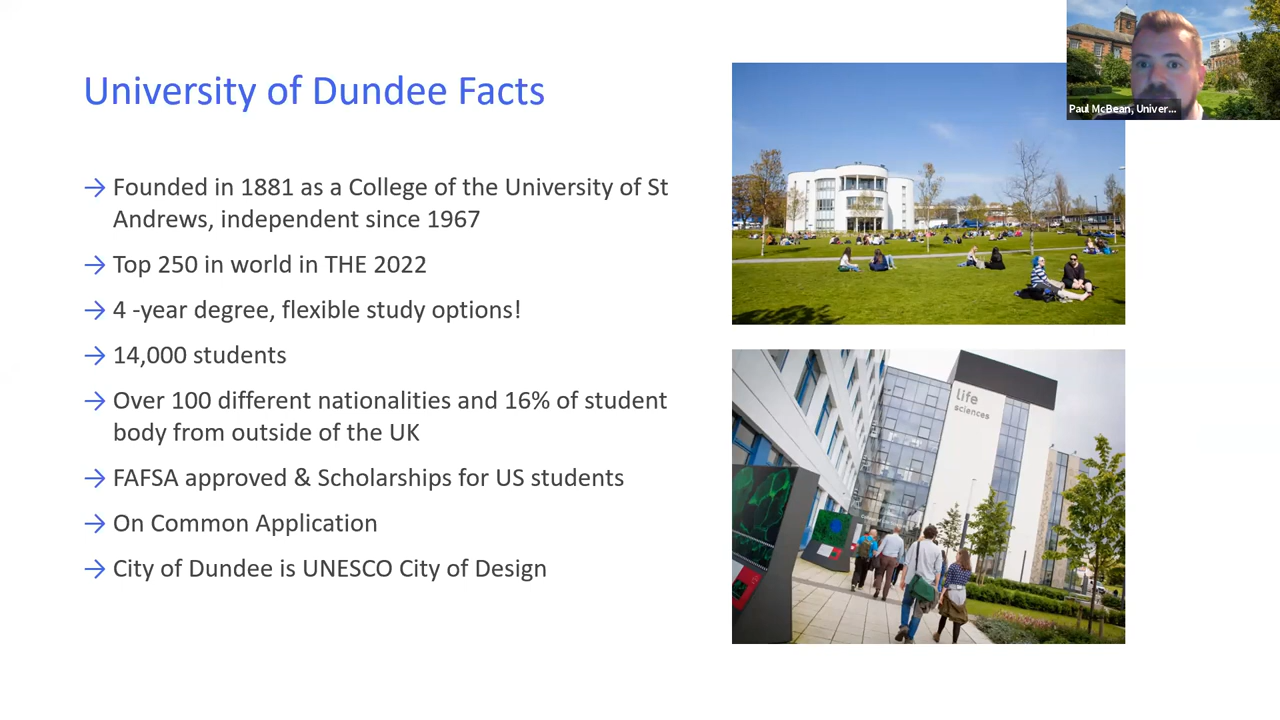 University of Dundee Facts
→ Founded in 1881 as a College of the University of St
Andrews, independent since 1967
→ Top 250 in world in THE 2022
→ 4 -year degree, flexible study options!
→ 14,000 students
→ Over 100 different nationalities and 16% of student
body from outside of the UK
→ FAFSA approved & Scholarships for US students
→ On Common Application
→ City of Dundee is UNESCO City of Design
Paul McBean, Univer...
life
sciences